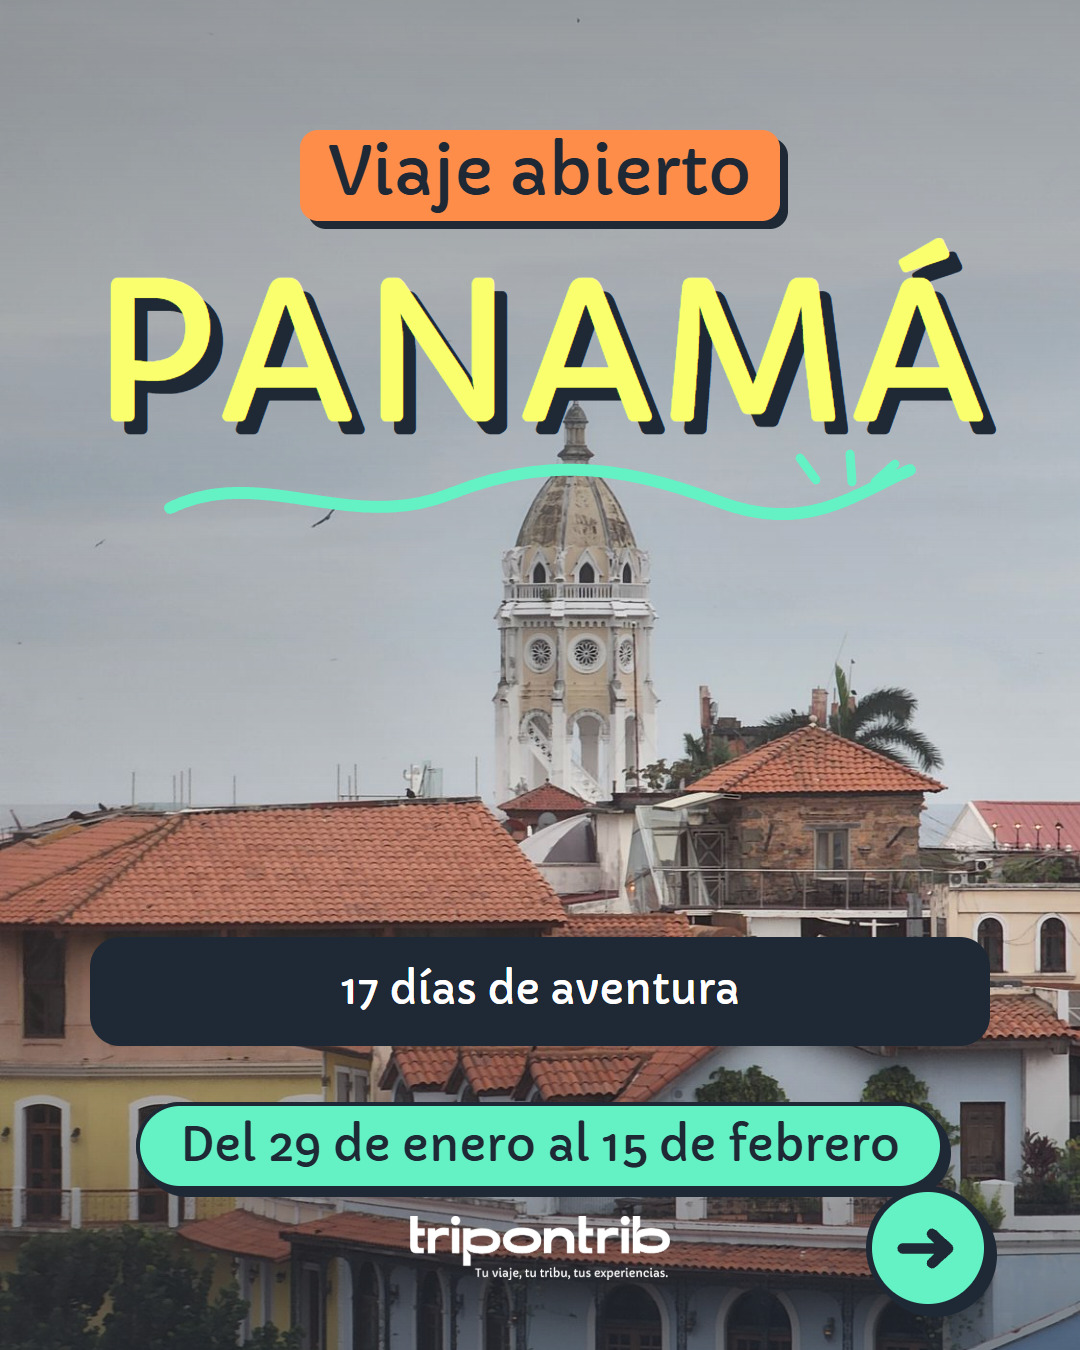 Viaje abierto
PANAMÁ
17 días de aventura
Del 29 de enero al 15 de febrero
tripontrib
Tu viaje, tu tribu, tus experiencias.